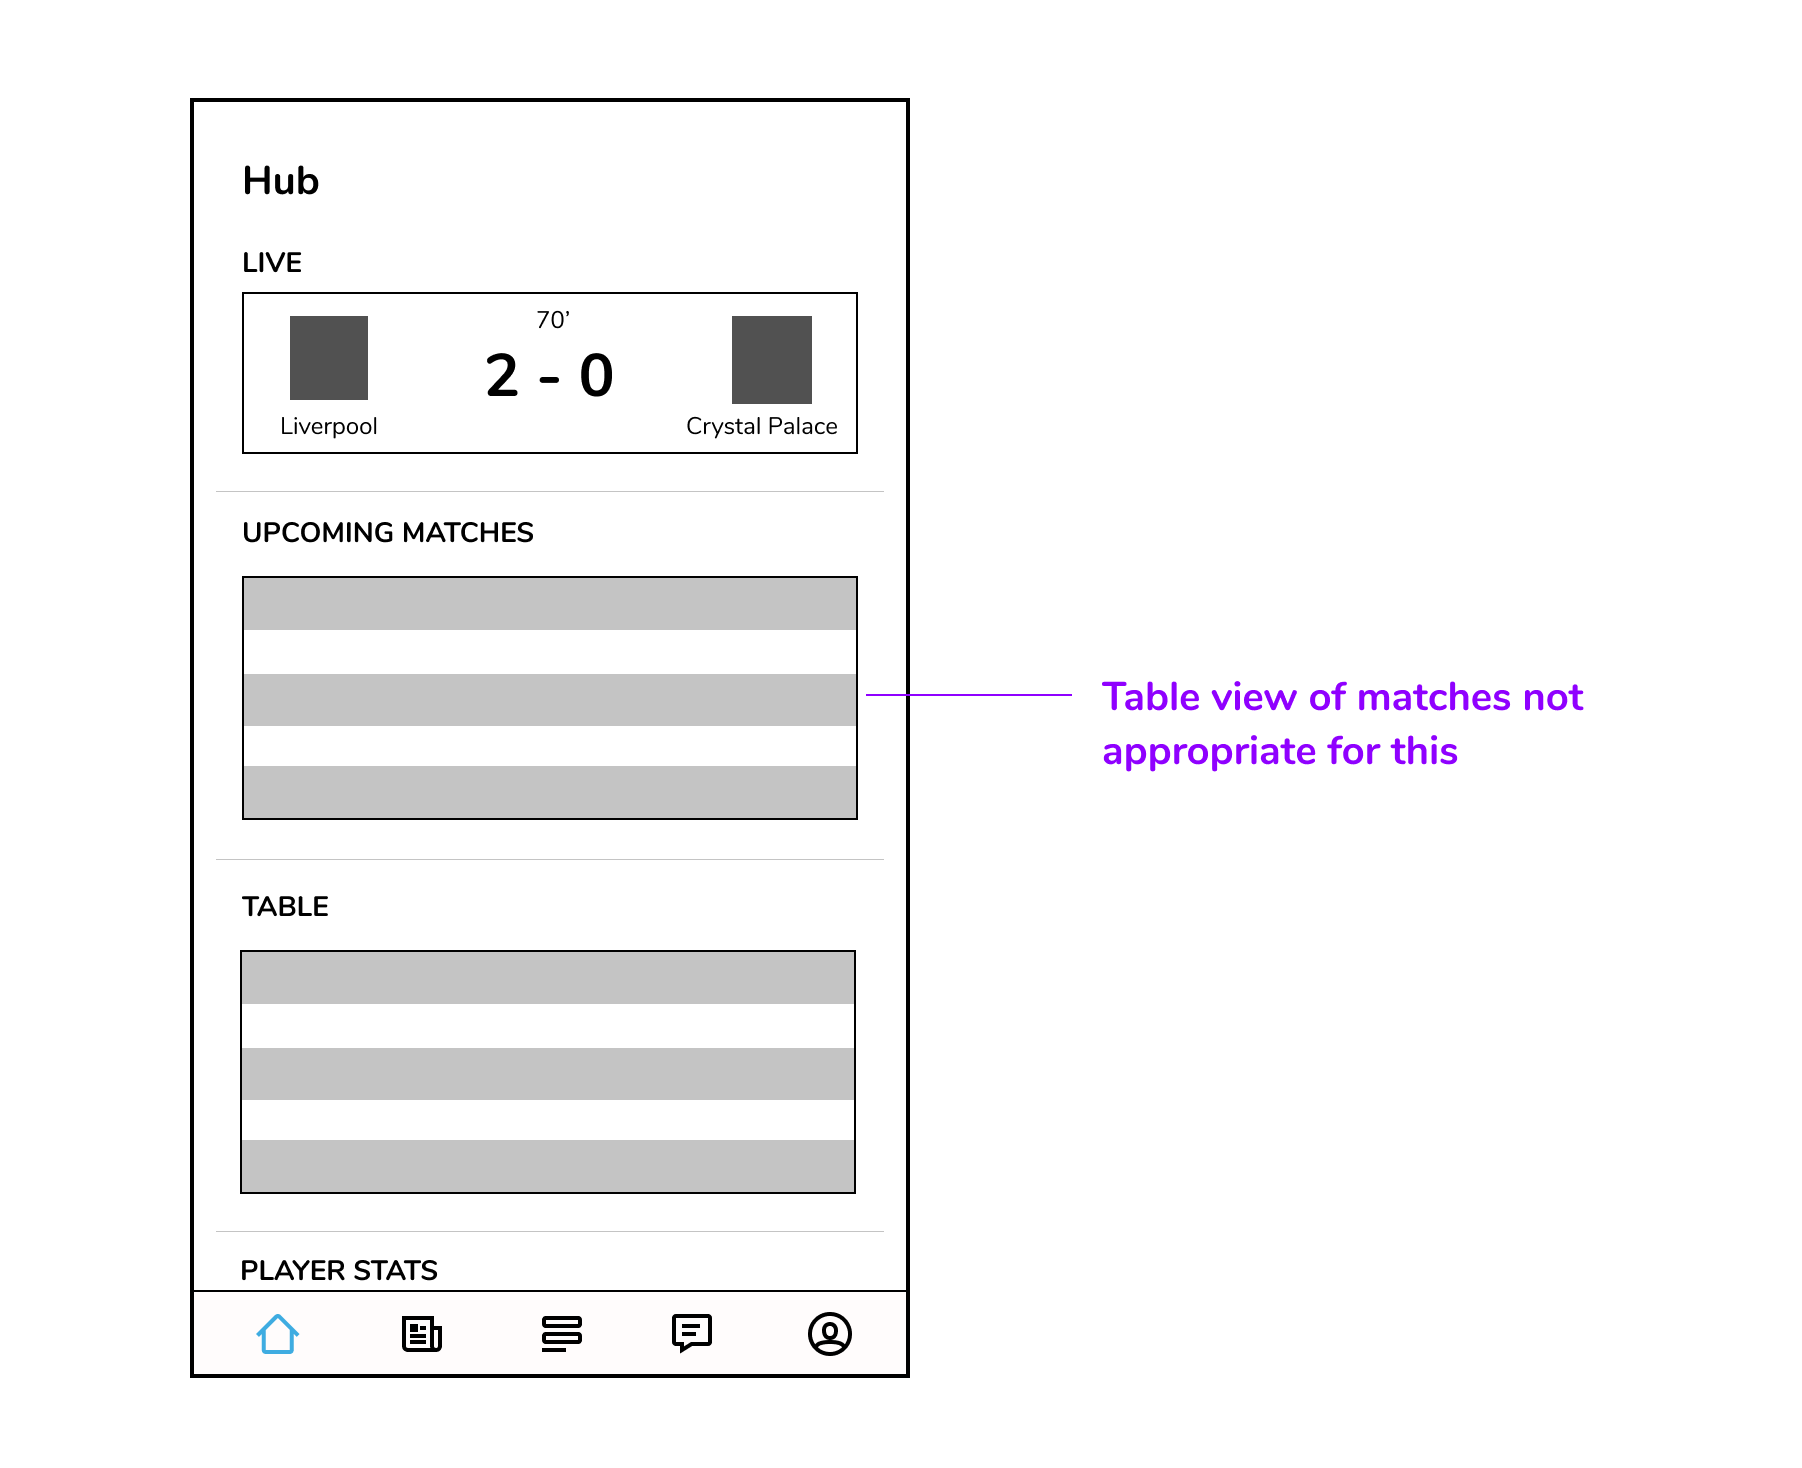 Hub
LIVE
70’
2 - 0
Liverpool
Crystal Palace
UPCOMING MATCHES
Table view of matches not
appropriate for this
TABLE
PLAYER STATS